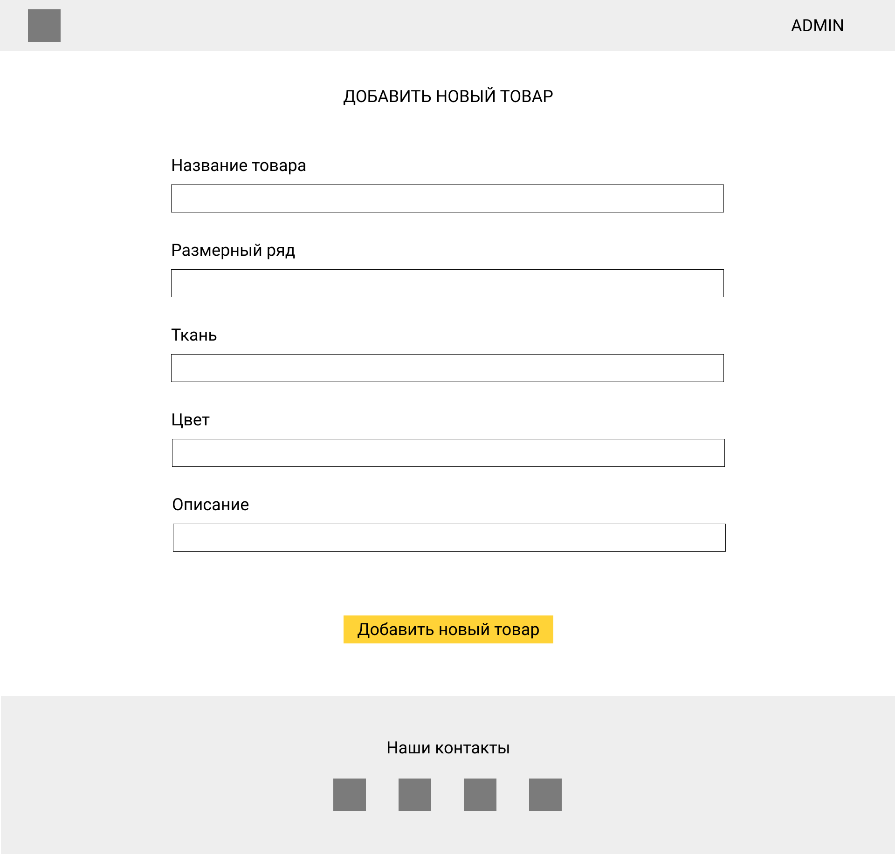 ADMIN
ДОБАВИТЬ НОВЫЙ ТОВАР
Название товара
Размерный ряд
Ткань
Цвет
Описание
Добавить новый товар
Наши контакты